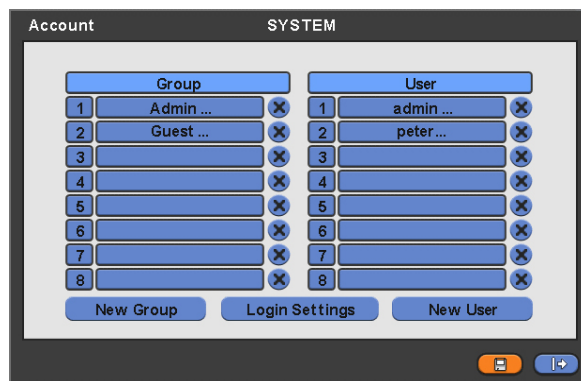 Account SYSTEM
Group User
1 Admin ... 1 admin ...
2 Guest ... 2 peter...
3 3
4 4
5 5
6 6
7 7
8 8
New Group Login Settings New User